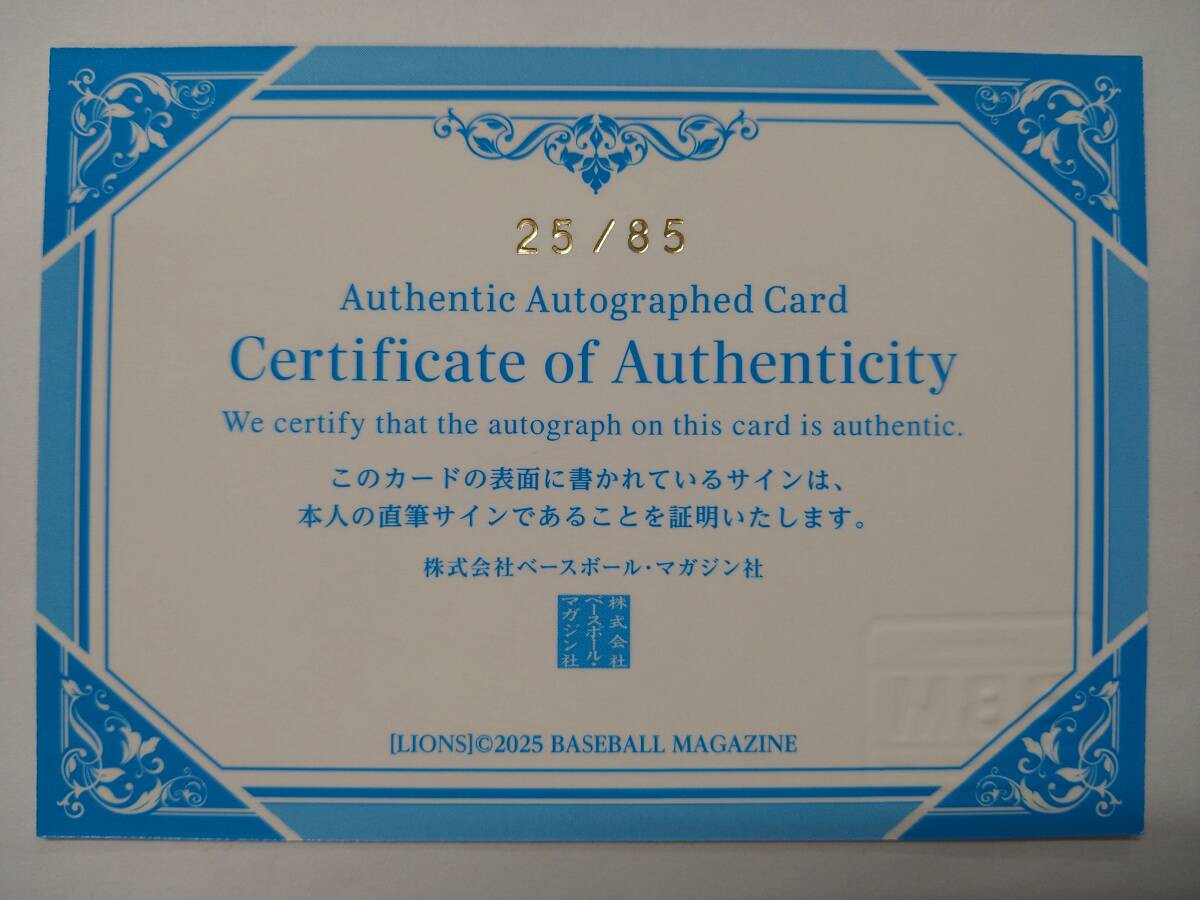 25/85
Authentic Autographed Card
Certificate of Authenticity
We certify that the autograph on this card is authentic.
このカードの表面に書かれているサインは、
本人の直筆サインであることを証明いたします。
株式会社ベースボール・マガジン社
株式会社
ベースボール・
マガジン社
[LIONS]©2025 BASEBALL MAGAZINE